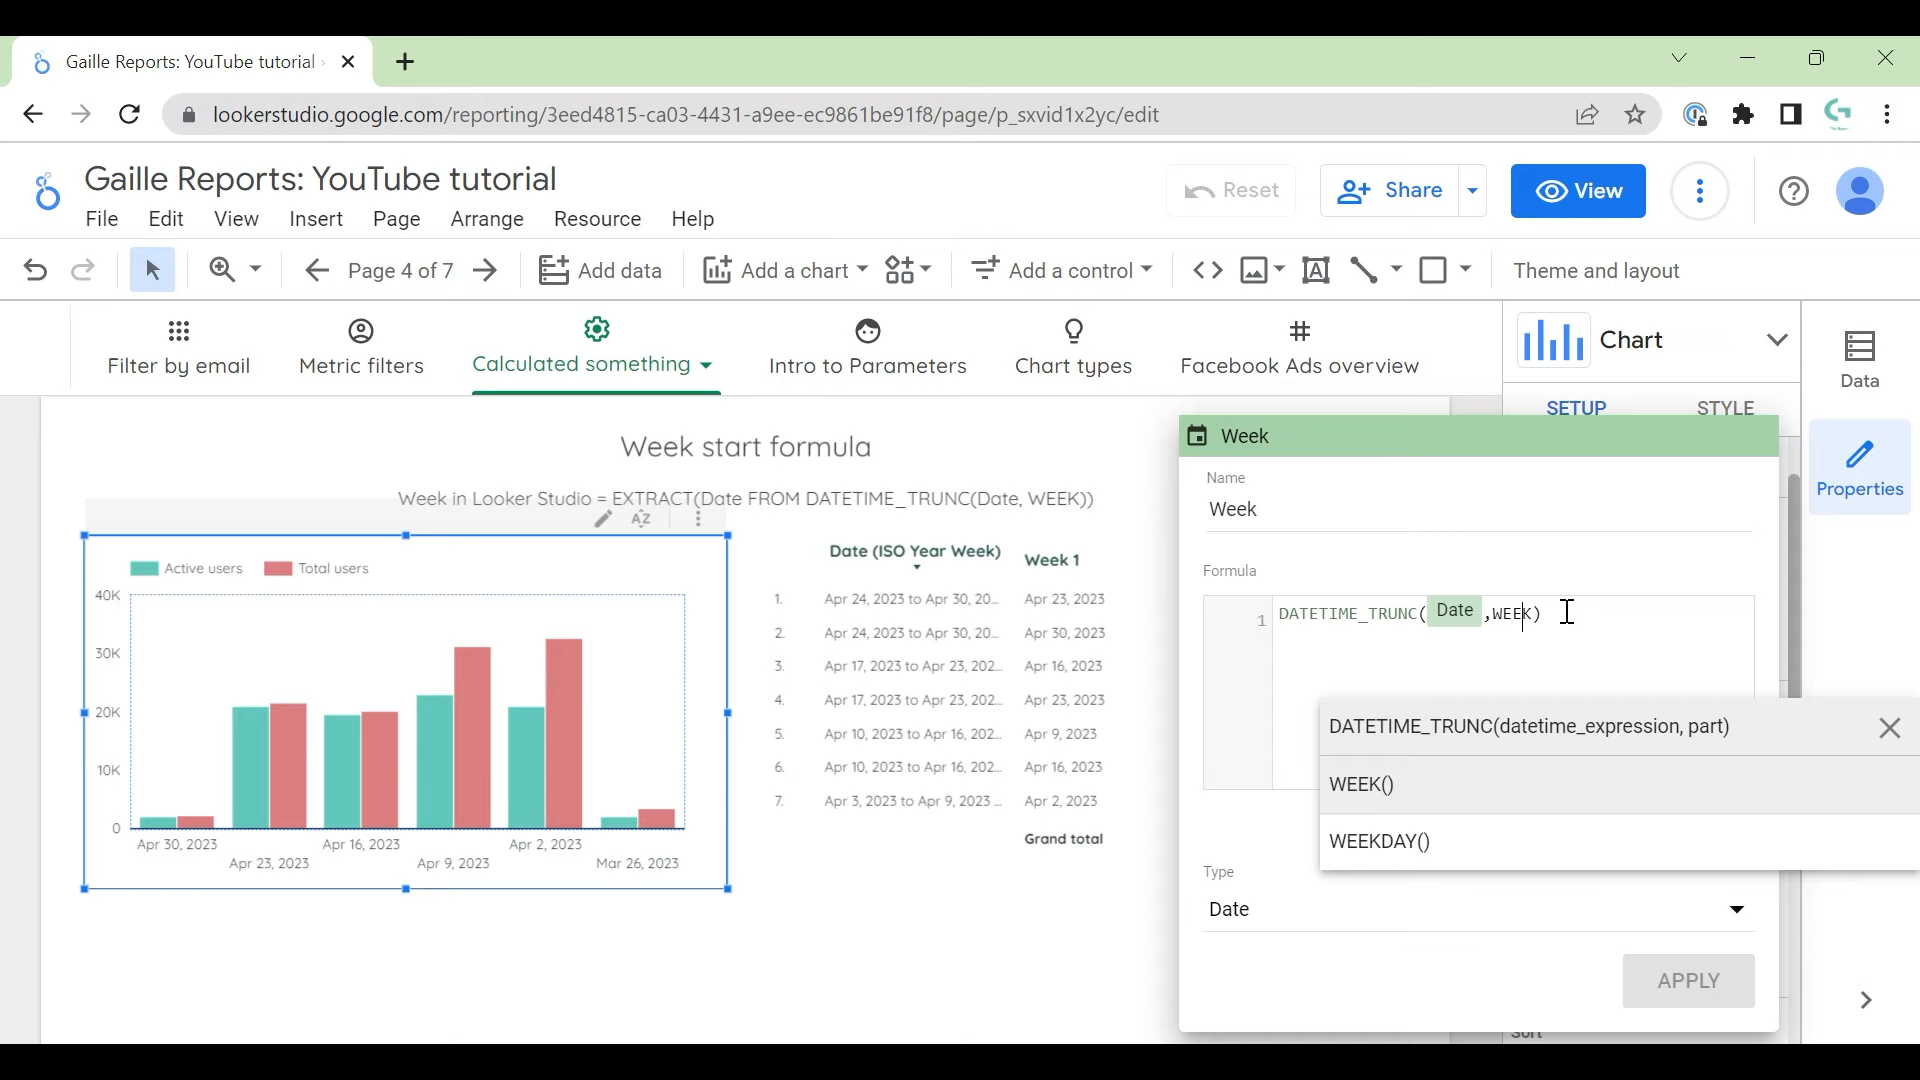 Gaille Reports: YouTube tutorial
lookerstudio.google.com/reporting/3eed4815-ca03-4431-a9ee-ec9861be91f8/page/p_sxvid1x2yc/edit
Gaille Reports: YouTube tutorial
Reset
Share
View
File Edit View Insert Page Arrange Resource Help
Page 4 of 7
Add data
Add a chart
Add a control
Theme and layout
Filter by email
Metric filters
Calculated something
Intro to Parameters
Chart types
Facebook Ads overview
Chart
Data
SETUP
STYLE
Properties
Week start formula
Week in Looker Studio = EXTRACT(Date FROM DATETIME_TRUNC(Date, WEEK))
Active users Total users
40K
30K
20K
10K
0
Apr 30, 2023
Apr 23, 2023
Apr 16, 2023
Apr 9, 2023
Apr 2, 2023
Mar 26, 2023
Date (ISO Year Week) Week 1
1. Apr 24, 2023 to Apr 30, 20... Apr 23, 2023
2. Apr 24, 2023 to Apr 30, 20... Apr 30, 2023
3. Apr 17, 2023 to Apr 23, 202... Apr 16, 2023
4. Apr 17, 2023 to Apr 23, 202... Apr 23, 2023
5. Apr 10, 2023 to Apr 16, 202... Apr 9, 2023
6. Apr 10, 2023 to Apr 16, 202... Apr 16, 2023
7. Apr 3, 2023 to Apr 9, 2023 ... Apr 2, 2023
Grand total
Week
Name
Week
Formula
1 DATETIME_TRUNC( Date ,WEEK)
DATETIME_TRUNC(datetime_expression, part)
WEEK()
WEEKDAY()
Type
Date
APPLY
Sort